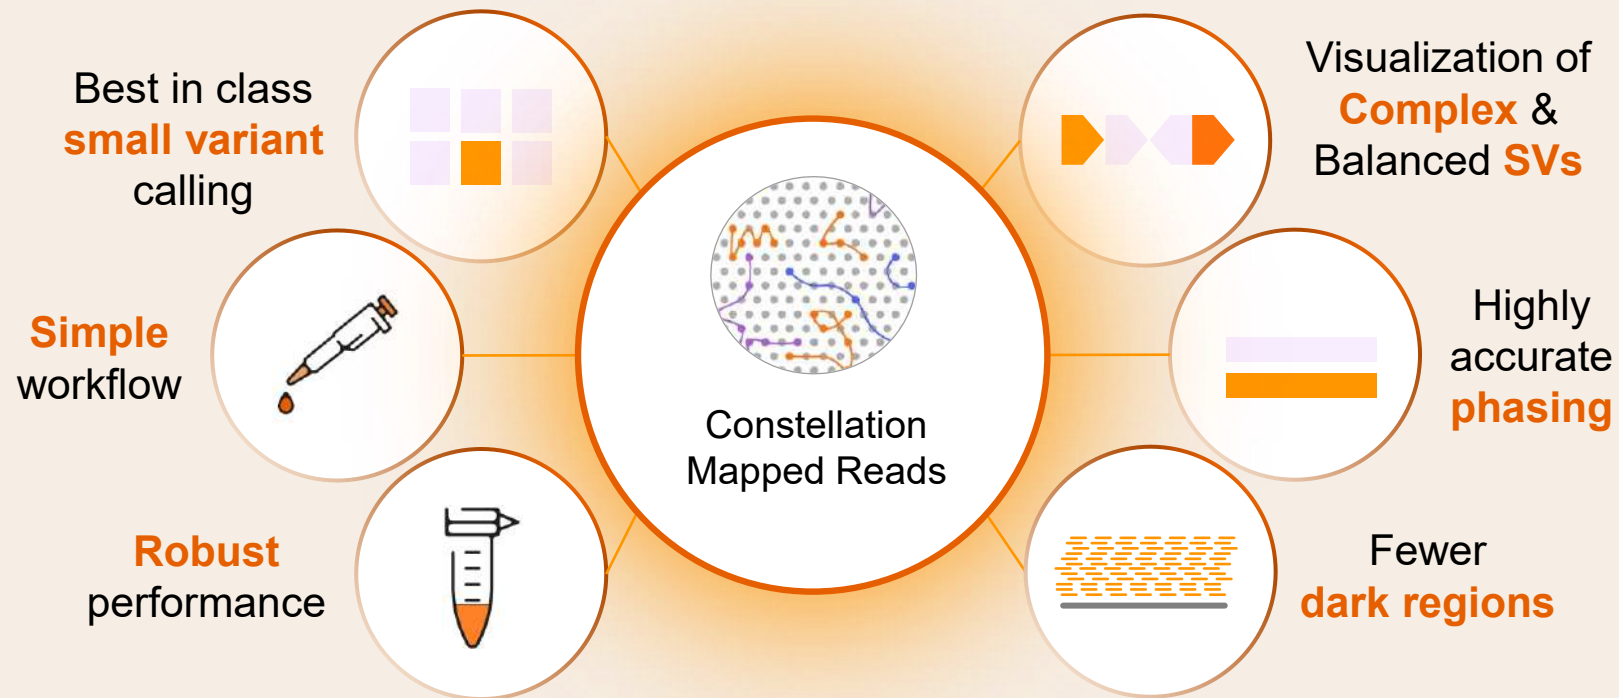 Best in class
small variant
calling
Simple
workflow
Robust
performance
Constellation
Mapped Reads
Visualization of
Complex &
Balanced SVs
Highly
accurate
phasing
Fewer
dark regions